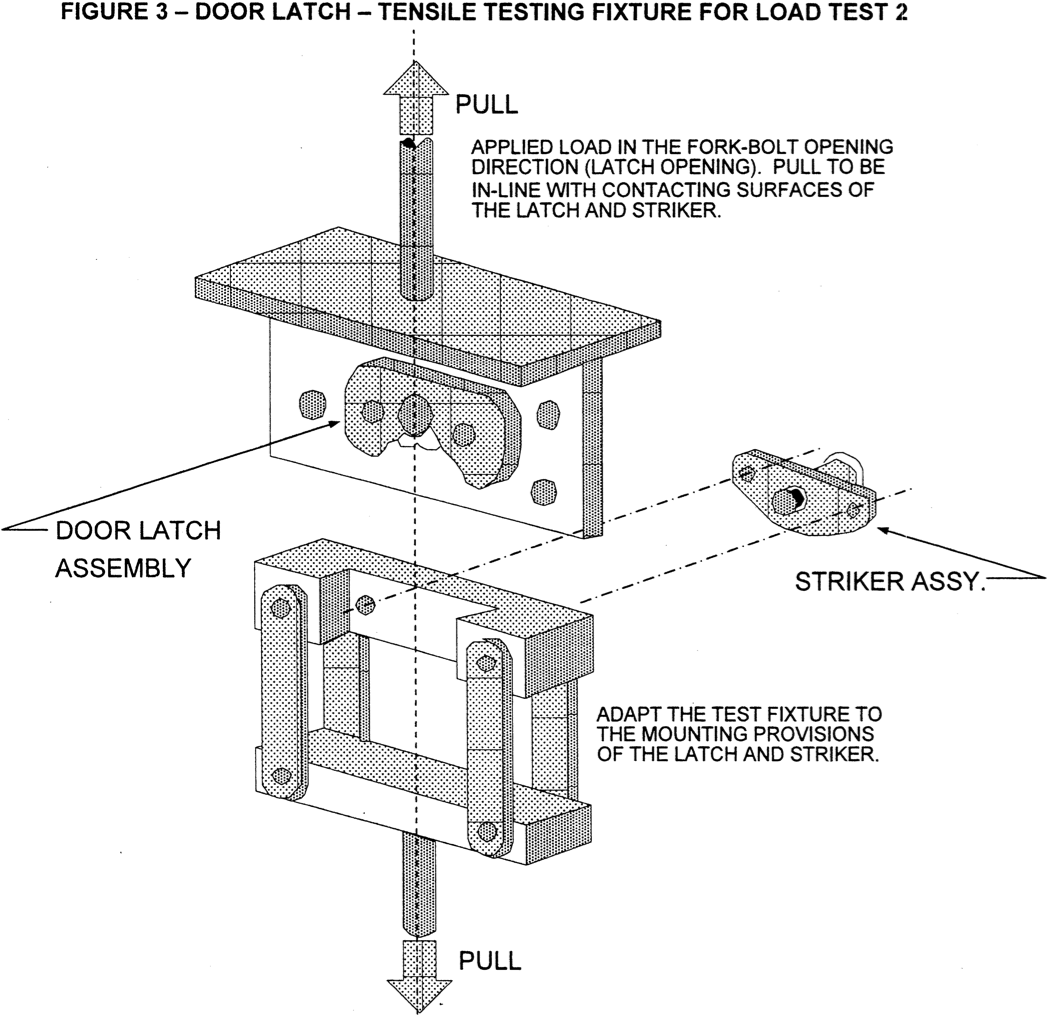 FIGURE 3 – DOOR LATCH – TENSILE TESTING FIXTURE FOR LOAD TEST 2
PULL
APPLIED LOAD IN THE FORK-BOLT OPENING
DIRECTION (LATCH OPENING). PULL TO BE
IN-LINE WITH CONTACTING SURFACES OF
THE LATCH AND STRIKER.
DOOR LATCH
ASSEMBLY
STRIKER ASSY.
ADAPT THE TEST FIXTURE TO
THE MOUNTING PROVISIONS
OF THE LATCH AND STRIKER.
PULL